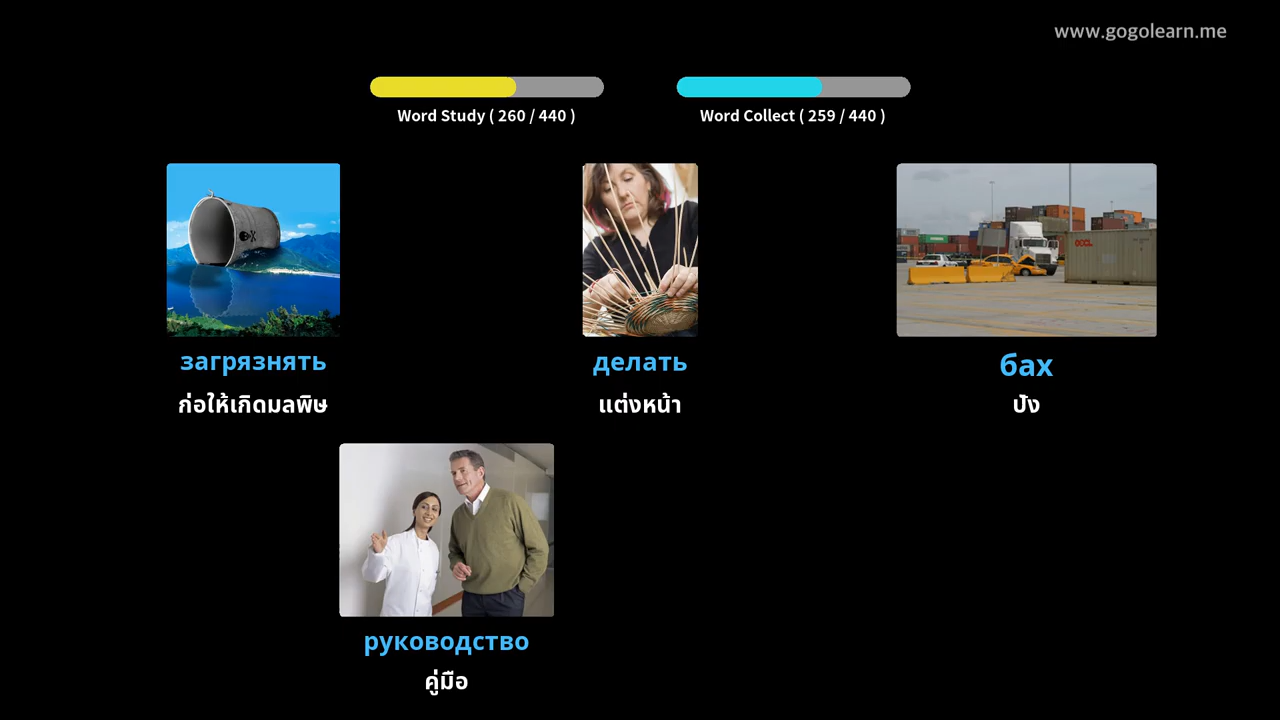 www.gogolearn.me
Word Study ( 260 / 440 )
Word Collect ( 259 / 440 )
загрязнять
делать
бах
ก่อให้เกิดมลพิษ
แต่งหน้า
ปัง
руководство
คู่มือ